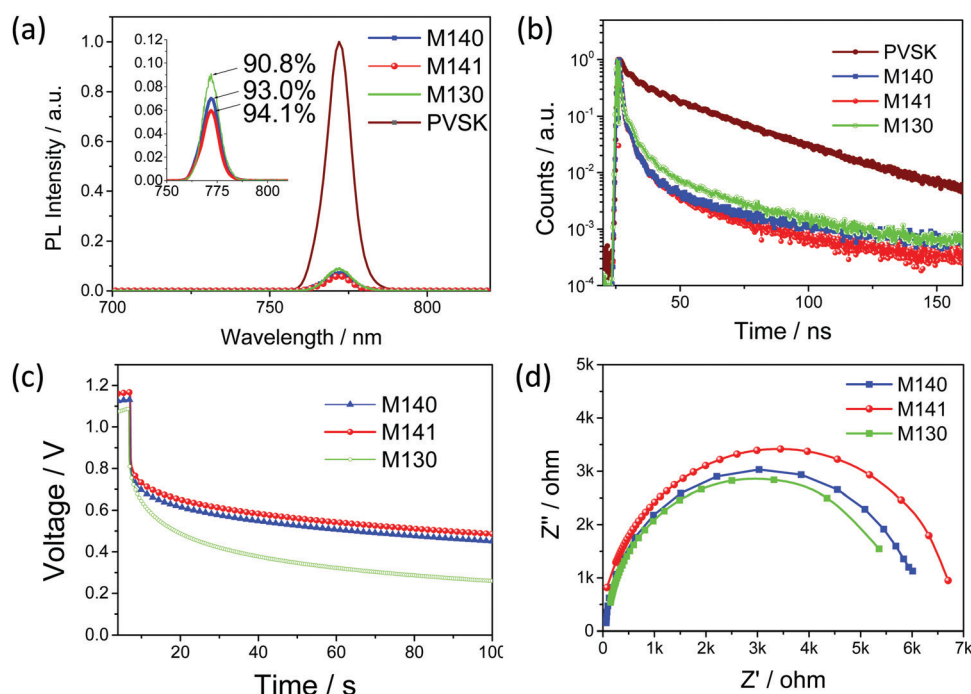 (a)
PL Intensity / a.u.
1.0
0.8
0.6
0.4
0.2
0.0
700
750
800
Wavelength / nm
0.12
0.10
0.08
0.06
0.04
0.02
0.00
750
775
800
90.8%
93.0%
94.1%
M140
M141
M130
PVSK
(b)
Counts / a.u.
10⁰
10⁻¹
10⁻²
10⁻³
10⁻⁴
50
100
150
Time / ns
PVSK
M140
M141
M130
(c)
Voltage / V
1.2
1.0
0.8
0.6
0.4
0.2
0.0
20
40
60
80
100
Time / s
M140
M141
M130
(d)
Z'' / ohm
5k
4k
3k
2k
1k
0
0
1k
2k
3k
4k
5k
6k
7k
Z' / ohm
M140
M141
M130